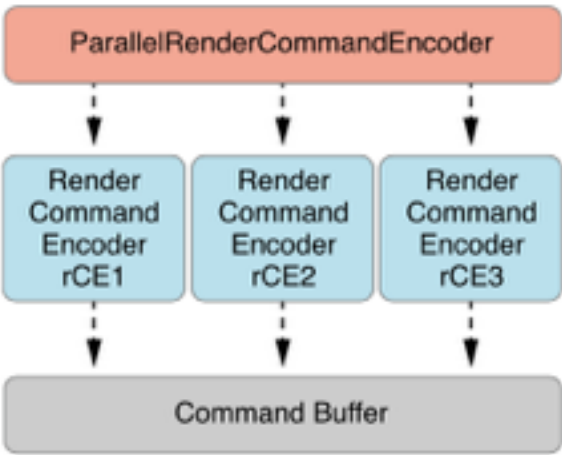 ParallelRenderCommandEncoder
Render
Command
Encoder
rCE1
Render
Command
Encoder
rCE2
Render
Command
Encoder
rCE3
Command Buffer